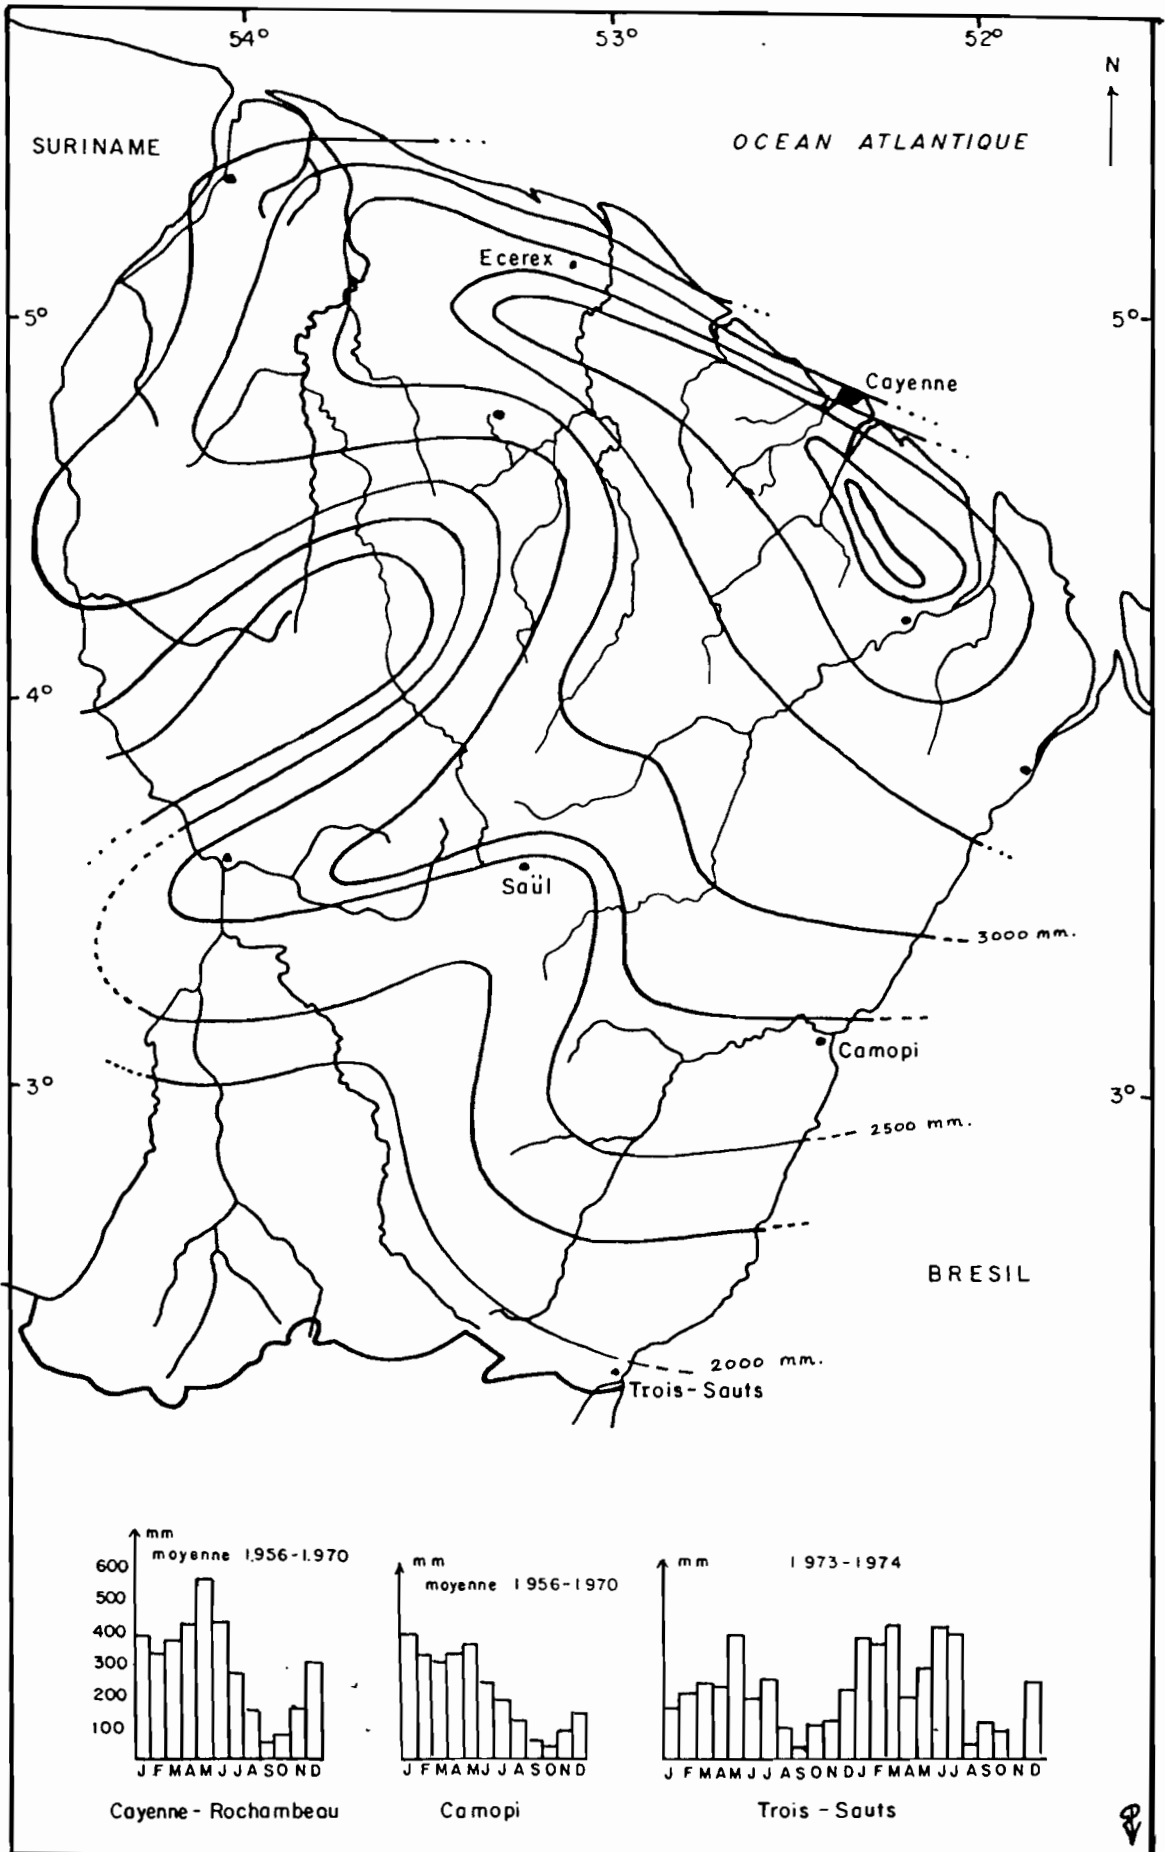 54° 53° 52°
N
SURINAME
OCEAN ATLANTIQUE
Ecerex
5° 5°
Cayenne
4°
Saül
3000 mm.
Camopi
3° 3°
2500 mm.
BRESIL
2000 mm.
Trois-Sauts
mm
moyenne 1.956-1.970
600
500
400
300
200
100
J F M A M J J A S O N D
Cayenne-Rochambeau
mm
moyenne 1956-1970
J F M A M J J A S O N D
Camopi
mm
1973-1974
J F M A M J J A S O N D J F M A M J J A S O N D
Trois-Sauts